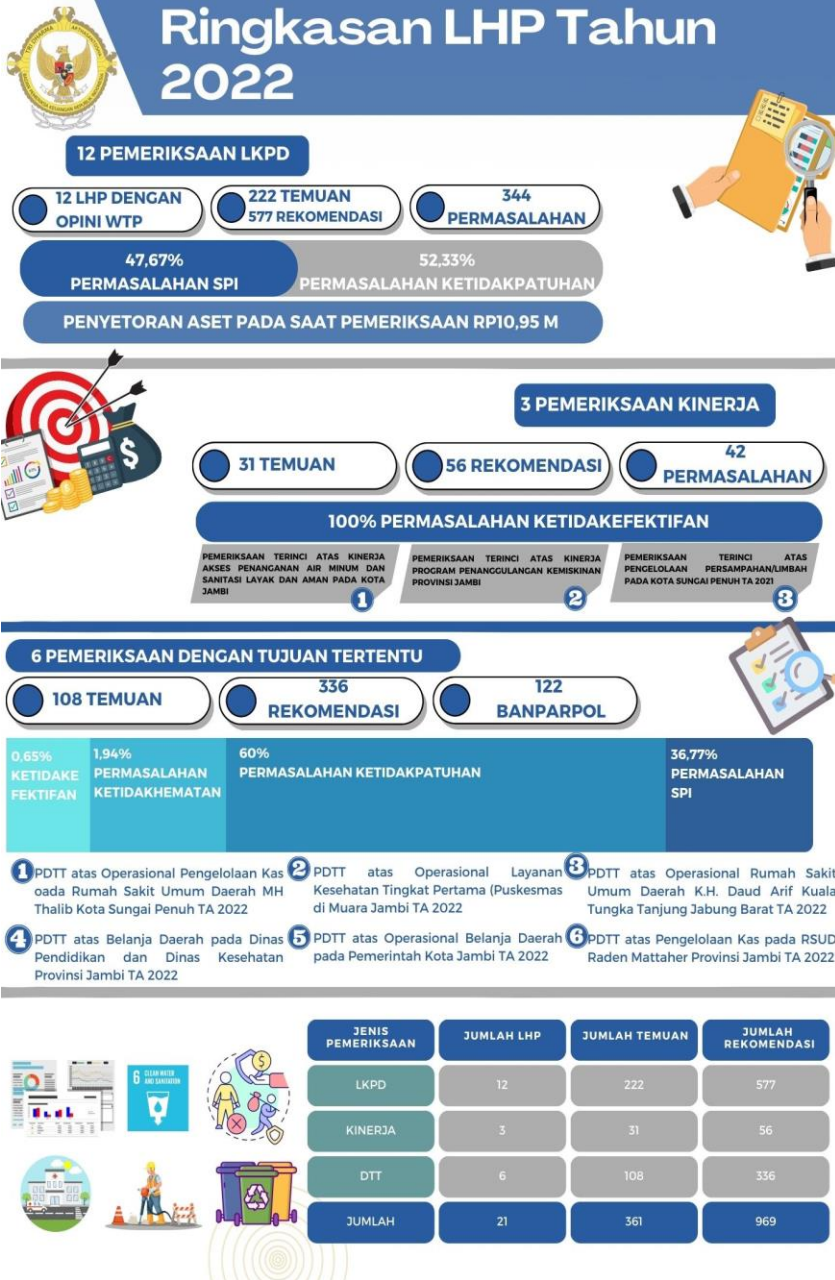 Ringkasan LHP Tahun
2022
12 PEMERIKSAAN LKPD
12 LHP DENGAN
OPINI WTP
222 TEMUAN
577 REKOMENDASI
344
PERMASALAHAN
47,67%
PERMASALAHAN SPI
52,33%
PERMASALAHAN KETIDAKPATUHAN
PENYETORAN ASET PADA SAAT PEMERIKSAAN RP10,95 M
3 PEMERIKSAAN KINERJA
31 TEMUAN
56 REKOMENDASI
42
PERMASALAHAN
100% PERMASALAHAN KETIDAKEFEKTIFAN
PEMERIKSAAN TERINCI ATAS KINERJA
AKSES PENANGANAN AIR MINUM DAN
SANITASI LAYAK DAN AMAN PADA KOTA
JAMBI
1
PEMERIKSAAN TERINCI ATAS KINERJA
PROGRAM PENANGGULANGAN KEMISKINAN
PROVINSI JAMBI
2
PEMERIKSAAN TERINCI ATAS
PENGELOLAAN PERSAMPAHAN/LIMBAH
PADA KOTA SUNGAI PENUH TA 2021
3
6 PEMERIKSAAN DENGAN TUJUAN TERTENTU
108 TEMUAN
336
REKOMENDASI
122
BANPARPOL
0,65%
KETIDAKE
FEKTIFAN
1,94%
PERMASALAHAN
KETIDAKHEMATAN
60%
PERMASALAHAN KETIDAKPATUHAN
36,77%
PERMASALAHAN
SPI
1 PDTT atas Operasional Pengelolaan Kas
oada Rumah Sakit Umum Daerah MH
Thalib Kota Sungai Penuh TA 2022
2 PDTT atas Operasional Layanan
Kesehatan Tingkat Pertama (Puskesmas
di Muara Jambi TA 2022
3 PDTT atas Operasional Rumah Sakit
Umum Daerah K.H. Daud Arif Kuala
Tungka Tanjung Jabung Barat TA 2022
4 PDTT atas Belanja Daerah pada Dinas
Pendidikan dan Dinas Kesehatan
Provinsi Jambi TA 2022
5 PDTT atas Operasional Belanja Daerah
pada Pemerintah Kota Jambi TA 2022
6 PDTT atas Pengelolaan Kas pada RSUD
Raden Mattaher Provinsi Jambi TA 2022
6 CLEAN WATER
AND SANITATION
JENIS
PEMERIKSAAN
JUMLAH LHP
JUMLAH TEMUAN
JUMLAH
REKOMENDASI
LKPD 12 222 577
KINERJA 3 31 56
DTT 6 108 336
JUMLAH 21 361 969